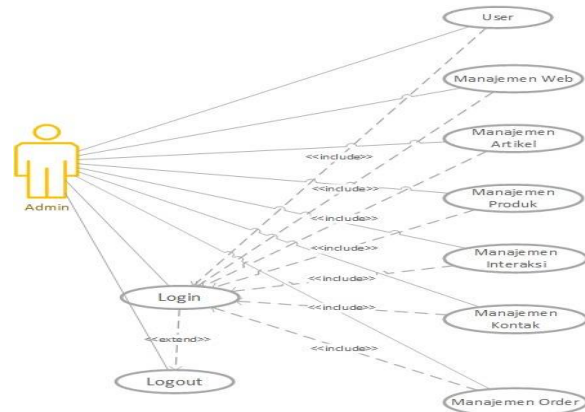 User
Manajemen Web
Manajemen
Artikel
<<include>>
<<include>>
Manajemen
Produk
Admin
<<include>>
<<include>>
Manajemen
Interaksi
<<include>>
Login
<<include>>
Manajemen
Kontak
<<extend>>
<<include>>
Logout
Manajemen Order